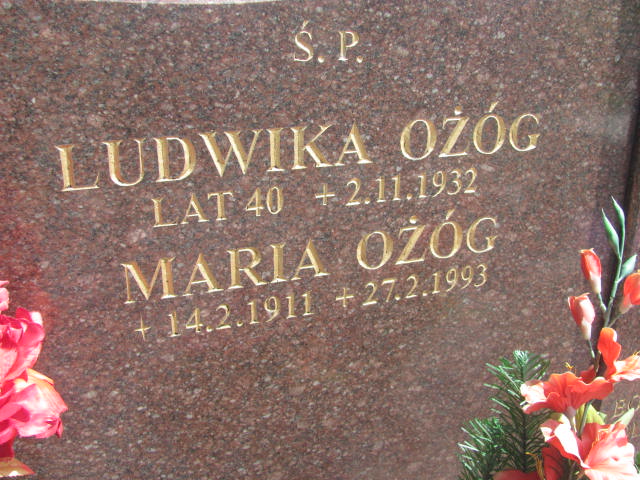 Ś. P.
LUDWIKA OŻÓG
LAT 40 + 2.11.1932
MARIA OŻÓG
+ 14.2.1911 + 27.2.1993